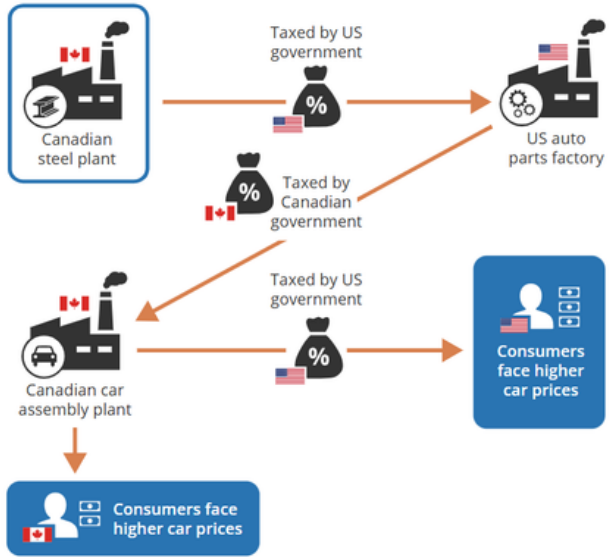 Taxed by US
government
%
Canadian
steel plant
US auto
parts factory
%
Taxed by
Canadian
government
Taxed by US
government
%
Canadian car
assembly plant
Consumers
face higher
car prices
Consumers face
higher car prices